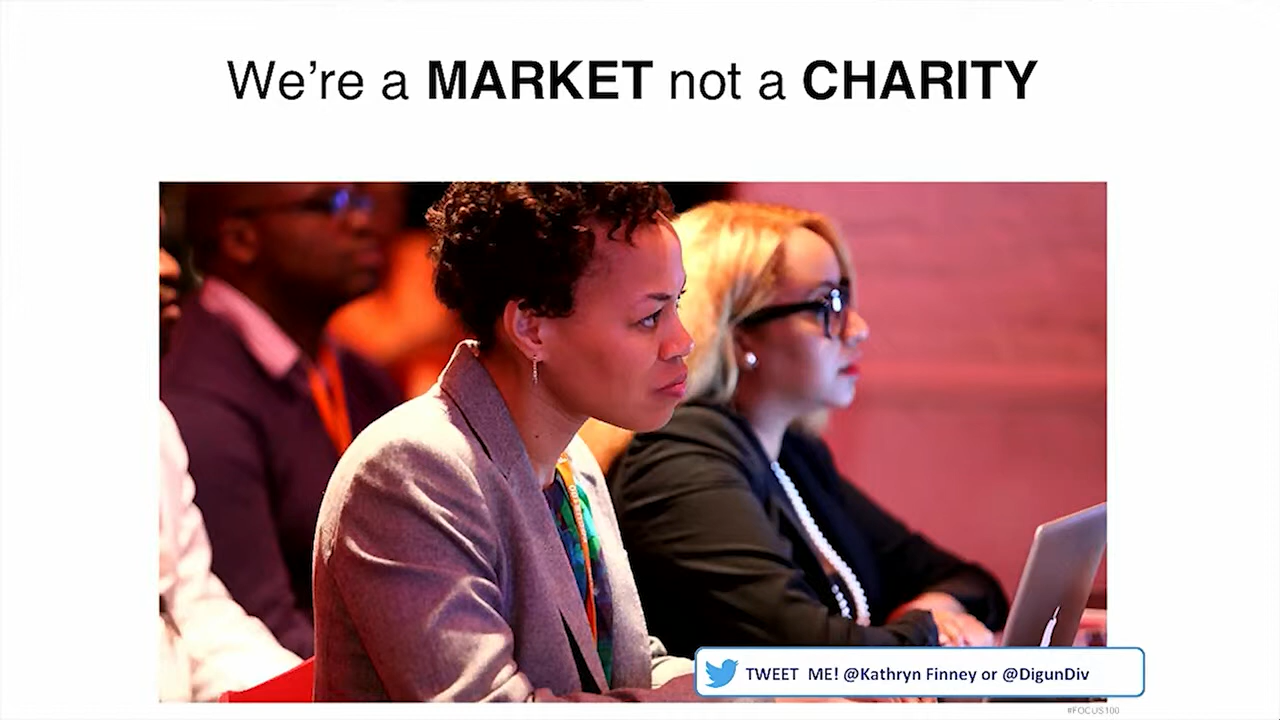 We're a MARKET not a CHARITY
TWEET ME! @Kathryn Finney or @DigunDiv
#FOCUS100